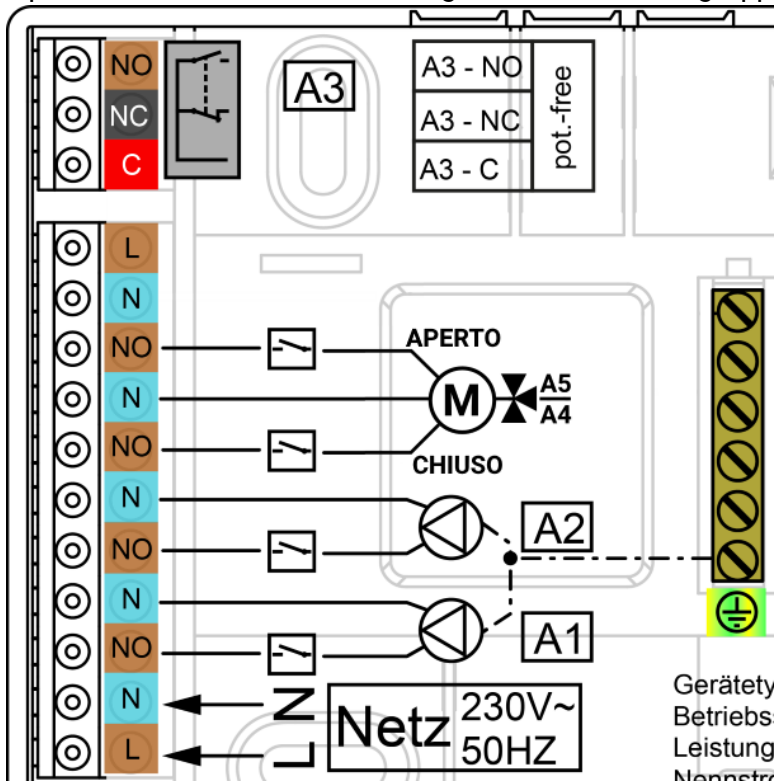 NO
A3
A3 - NO
pot.-free
NC
A3 - NC
C
A3 - C
L
N
APERTO
NO
N
M
A5
A4
NO
CHIUSO
N
A2
NO
N
A1
NO
N
N
Netz
230V~
50HZ
L
L
Gerätety
Betriebs
Leistung
Nennstro